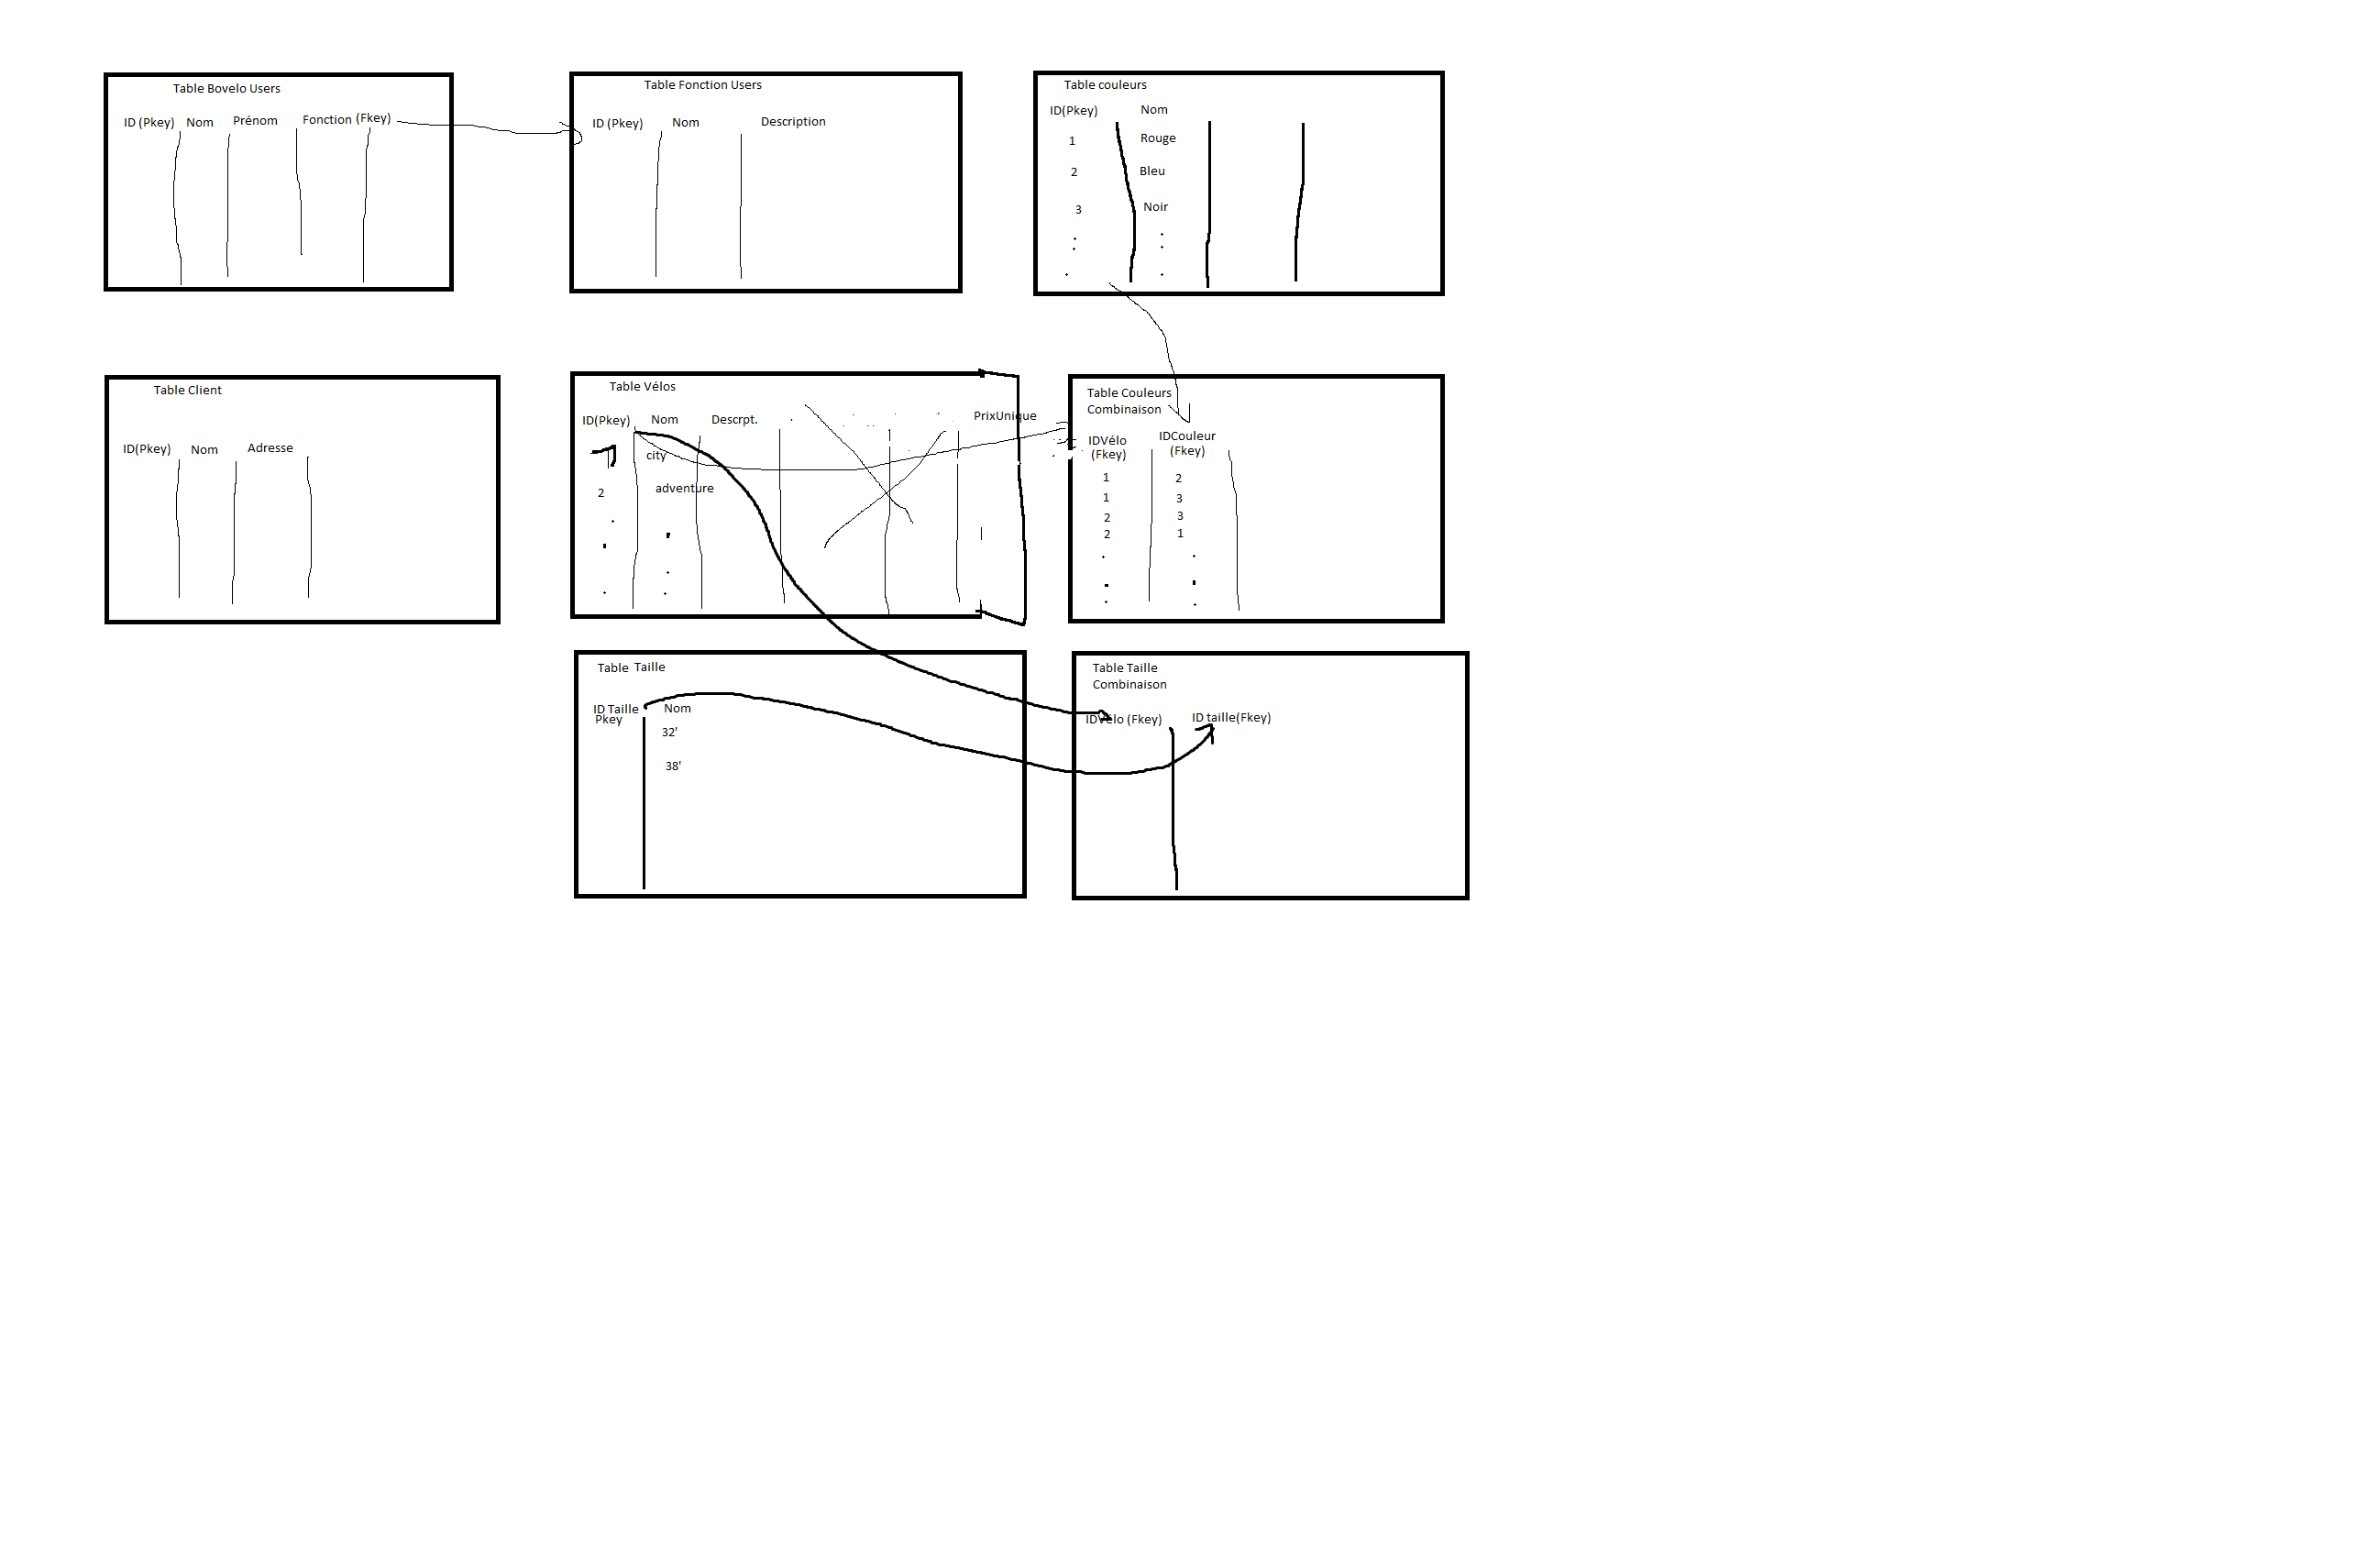 Table Bovelo Users
ID (Pkey) Nom Prénom Fonction (Fkey)
Table Fonction Users
ID (Pkey) Nom Description
Table couleurs
ID(Pkey) Nom
1 Rouge
2 Bleu
3 Noir
Table Client
ID(Pkey) Nom Adresse
Table Vélos
ID(Pkey) Nom Descrpt. PrixUnique
city
2 adventure
Table Couleurs
Combinaison
IDVélo IDCouleur
(Fkey) (Fkey)
1 2
1 3
2 3
2 1
Table Taille
ID Taille Nom
Pkey
32'
38'
Table Taille
Combinaison
IDVélo (Fkey) ID taille(Fkey)